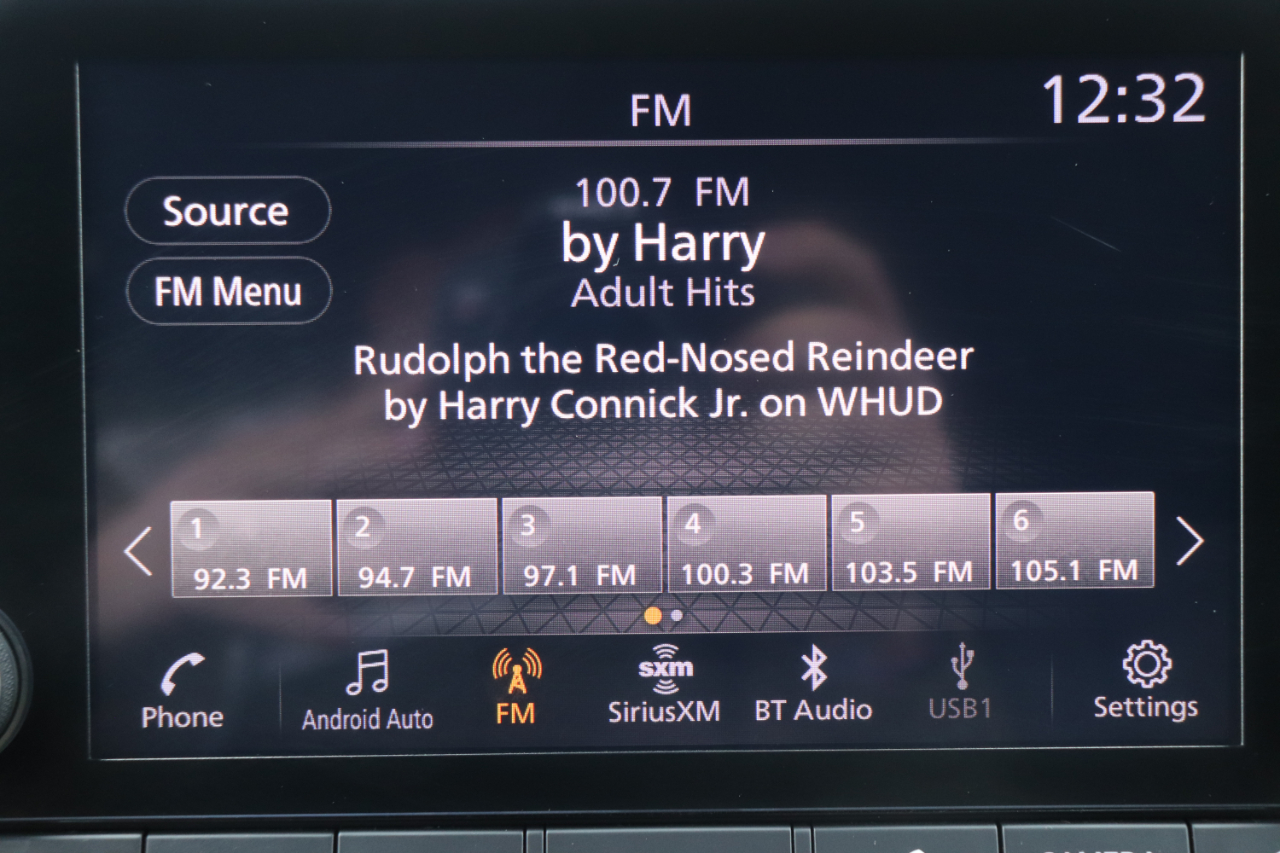 FM
12:32
Source
FM Menu
100.7 FM
by Harry
Adult Hits
Rudolph the Red-Nosed Reindeer
by Harry Connick Jr. on WHUD
1
92.3 FM
2
94.7 FM
3
97.1 FM
4
100.3 FM
5
103.5 FM
6
105.1 FM
Phone
Android Auto
FM
sxm
SiriusXM
BT Audio
USB1
Settings